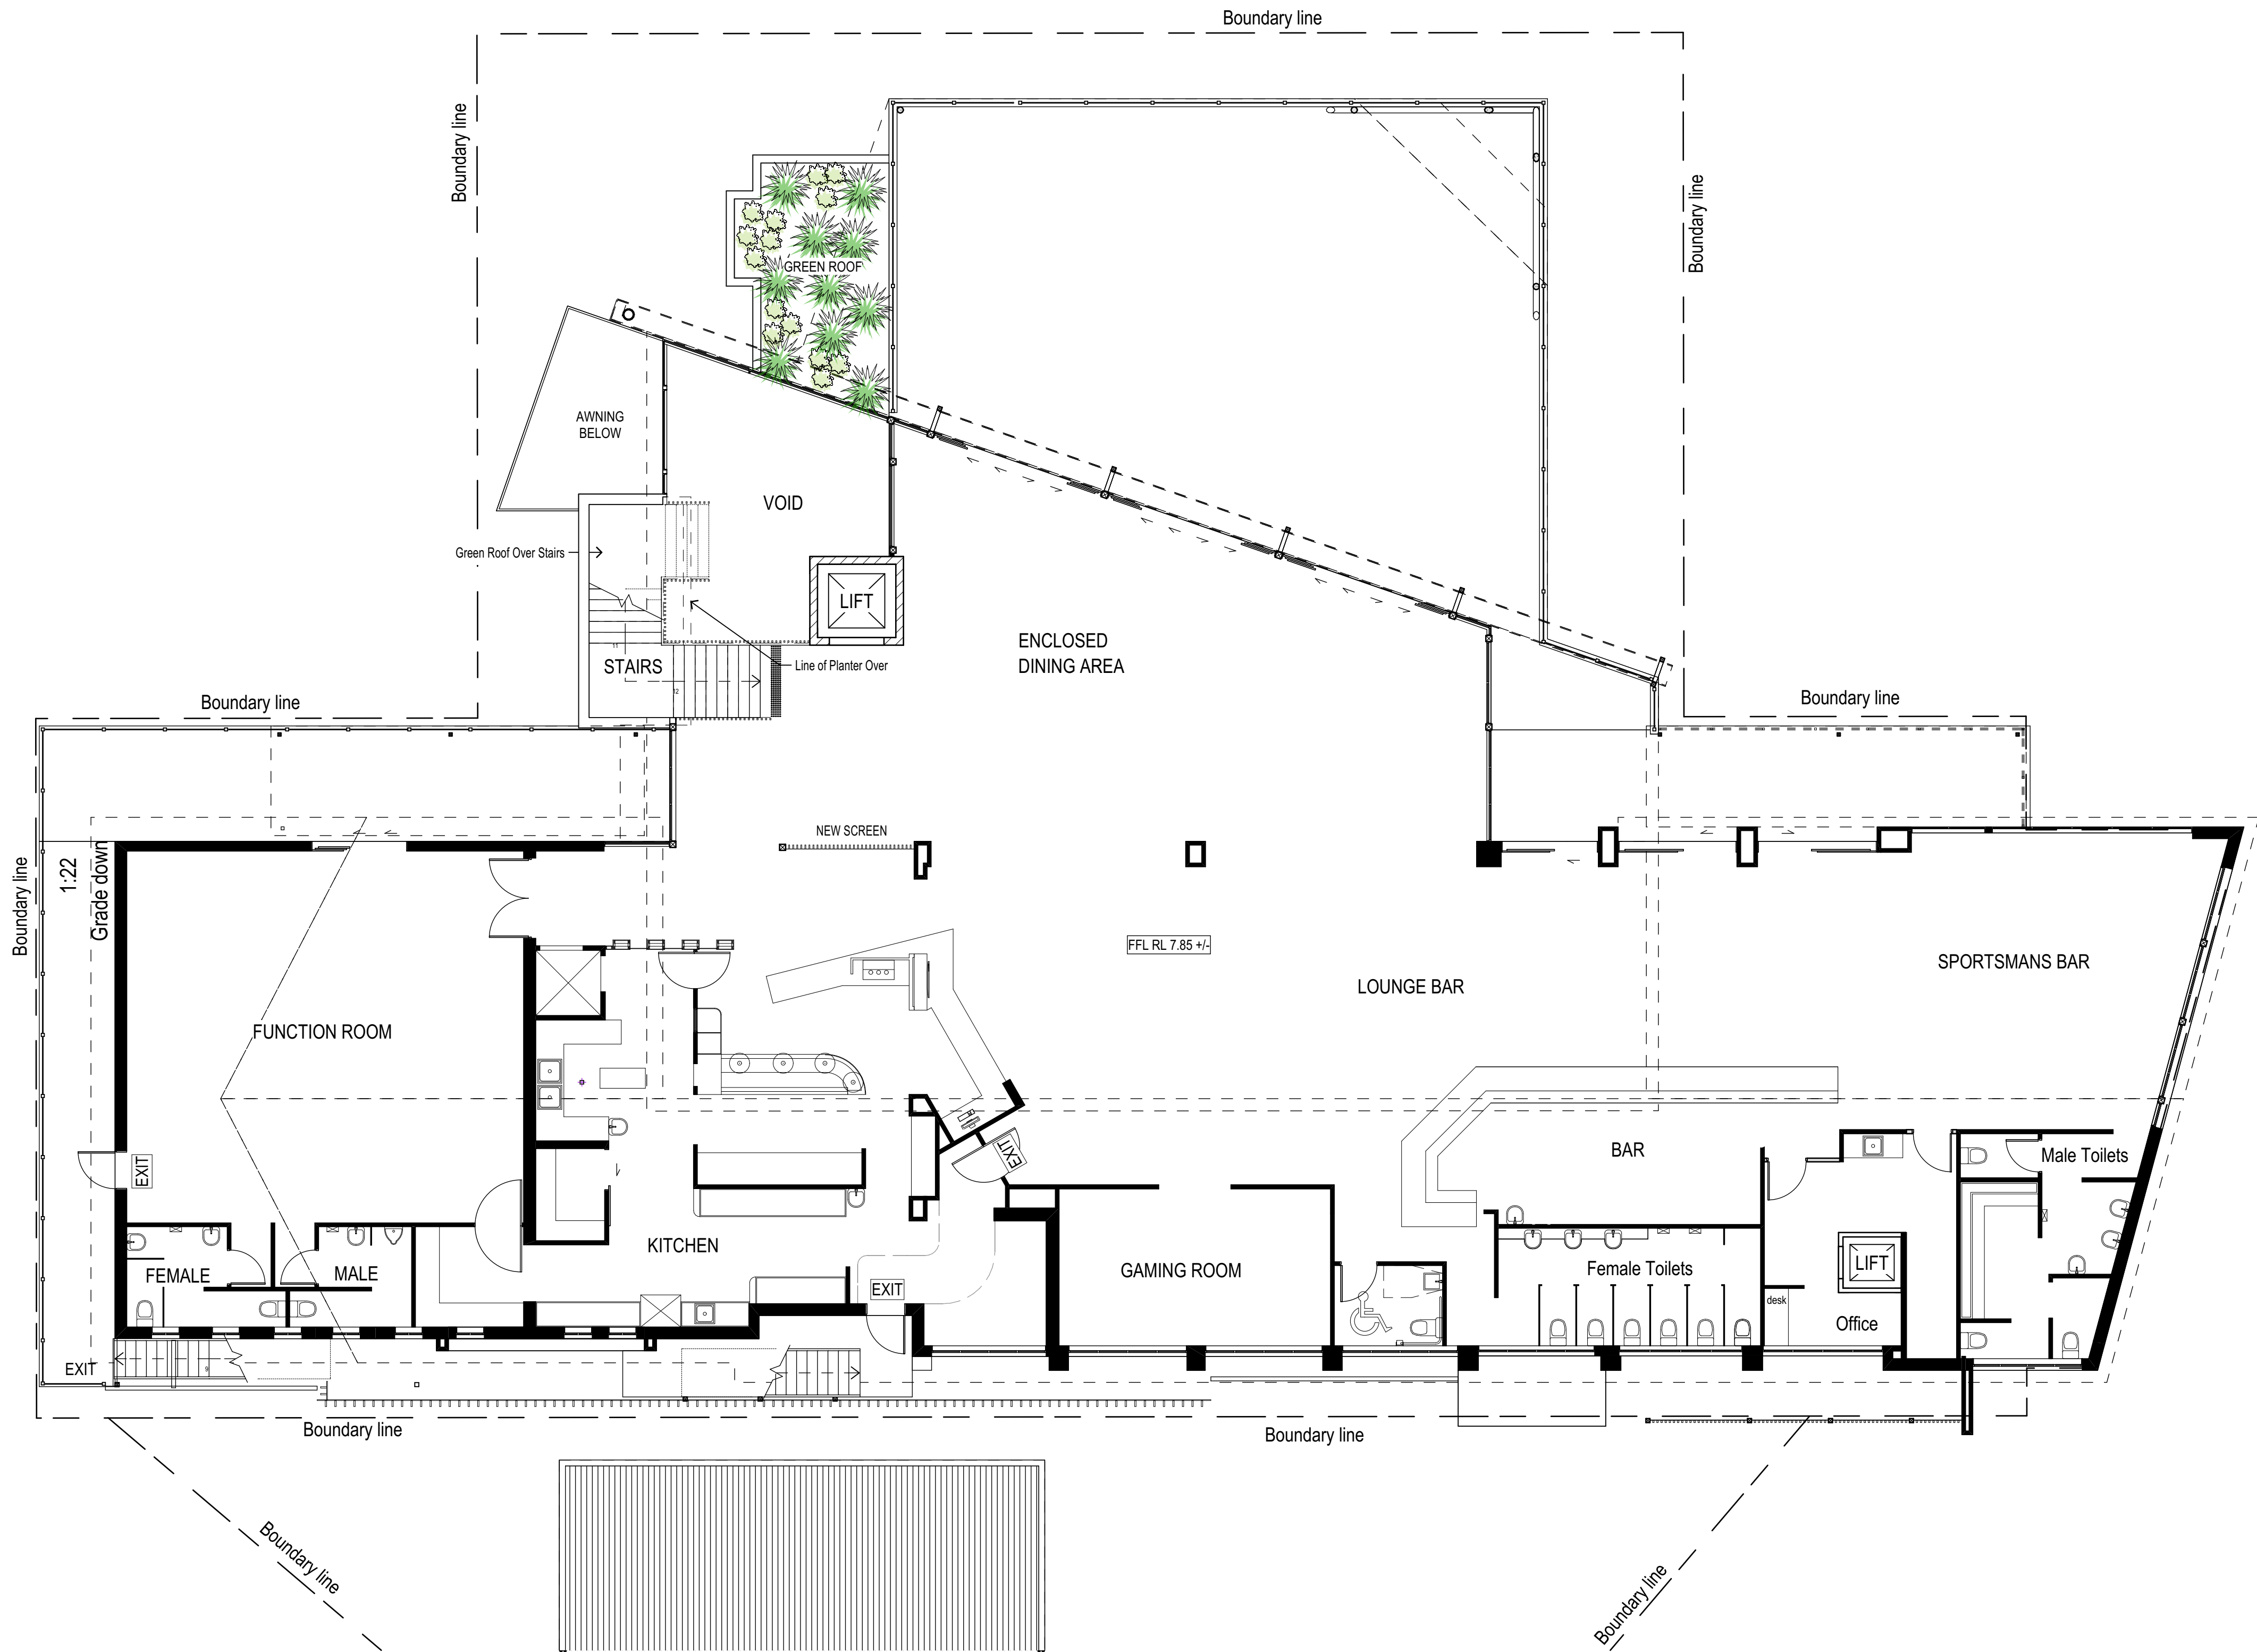 Boundary line
Boundary line
Boundary line
GREEN ROOF
AWNING
BELOW
VOID
Green Roof Over Stairs
LIFT
ENCLOSED
DINING AREA
11
STAIRS
Line of Planter Over
12
Boundary line
Boundary line
NEW SCREEN
Boundary line
1:22
Grade down
FFL RL 7.85 +/-
SPORTSMANS BAR
LOUNGE BAR
FUNCTION ROOM
EXIT
EXIT
BAR
Male Toilets
KITCHEN
FEMALE
MALE
GAMING ROOM
Female Toilets
LIFT
EXIT
desk
Office
EXIT
9
Boundary line
Boundary line
Boundary line
Boundary line